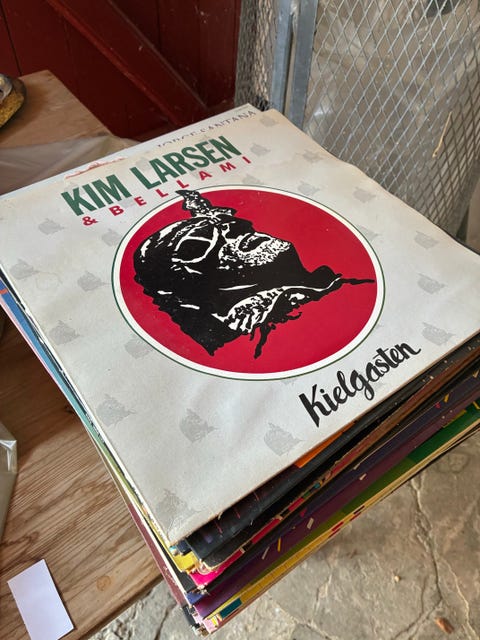 JORGE SANTANA
KIM LARSEN
& BELLAMI
Kielgasten